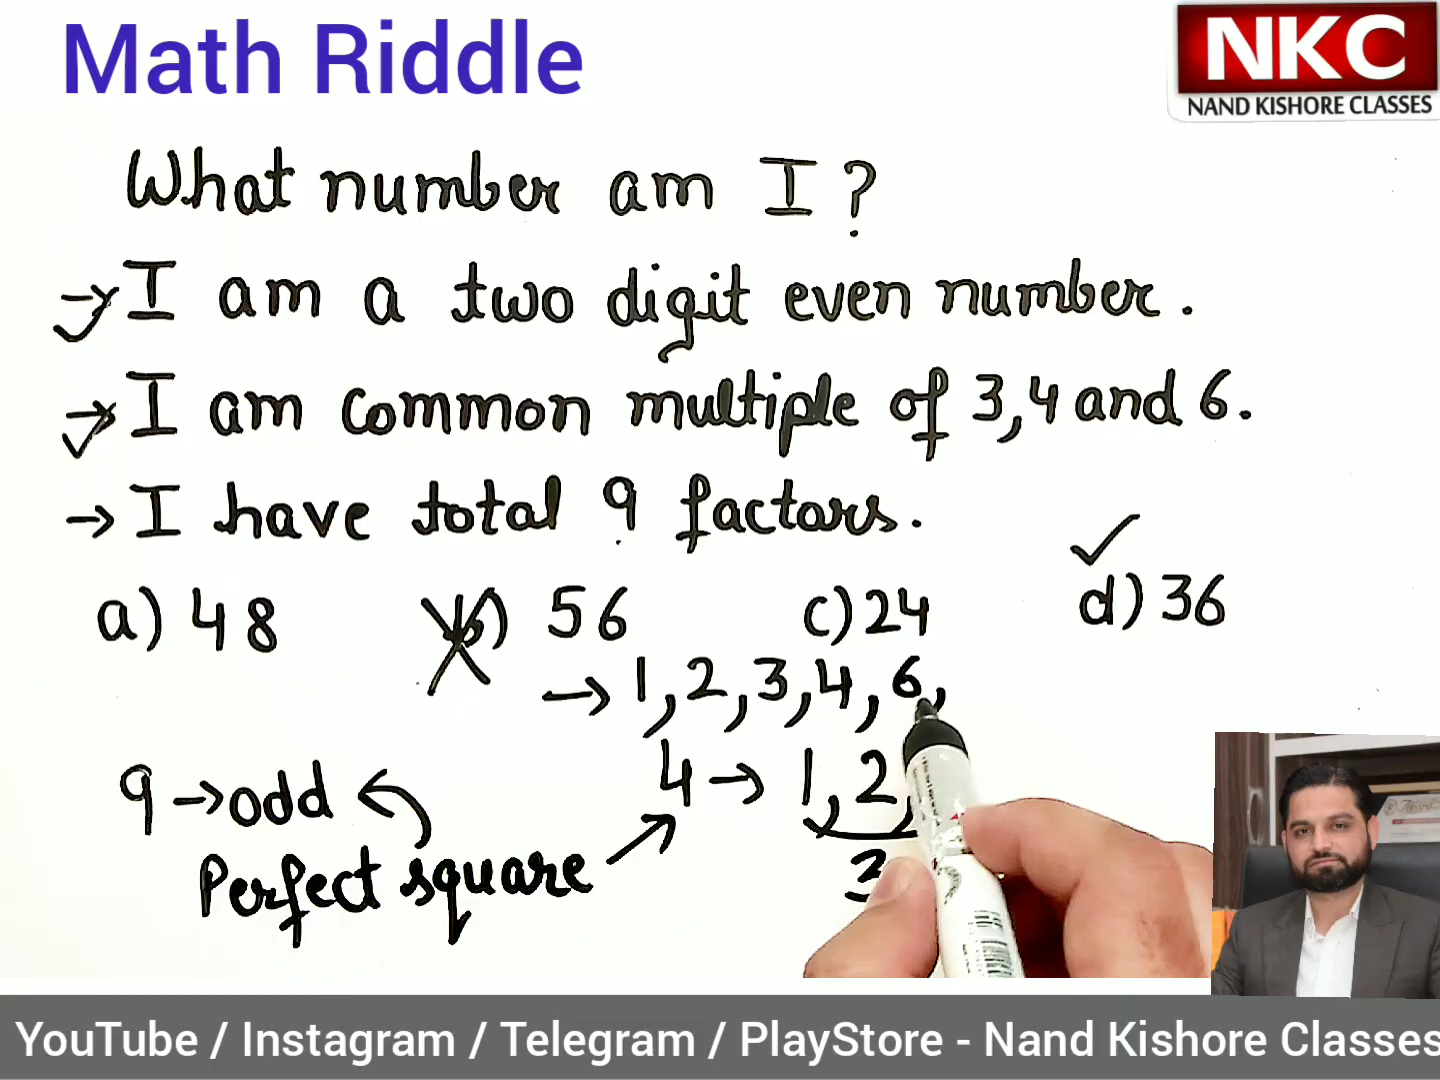 Math Riddle
NKC
NAND KISHORE CLASSES
What number am I?
→ I am a two digit even number.
→ I am common multiple of 3,4 and 6.
→ I have total 9 factors.
a) 48 b) 56 c) 24 d) 36
→ 1, 2, 3, 4, 6,
4 → 1, 2,
3
9 → odd
Perfect square
YouTube / Instagram / Telegram / PlayStore - Nand Kishore Classes